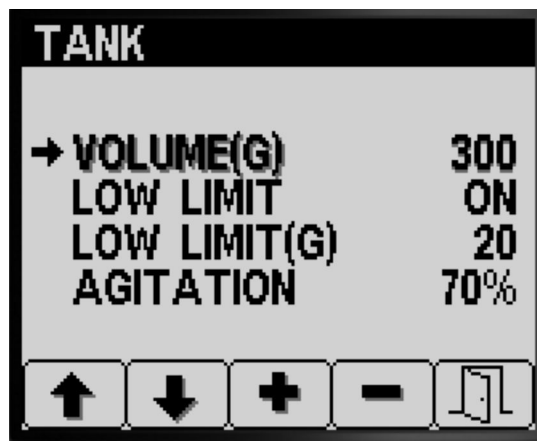 TANK
VOLUME(G) 300
LOW LIMIT ON
LOW LIMIT(G) 20
AGITATION 70%